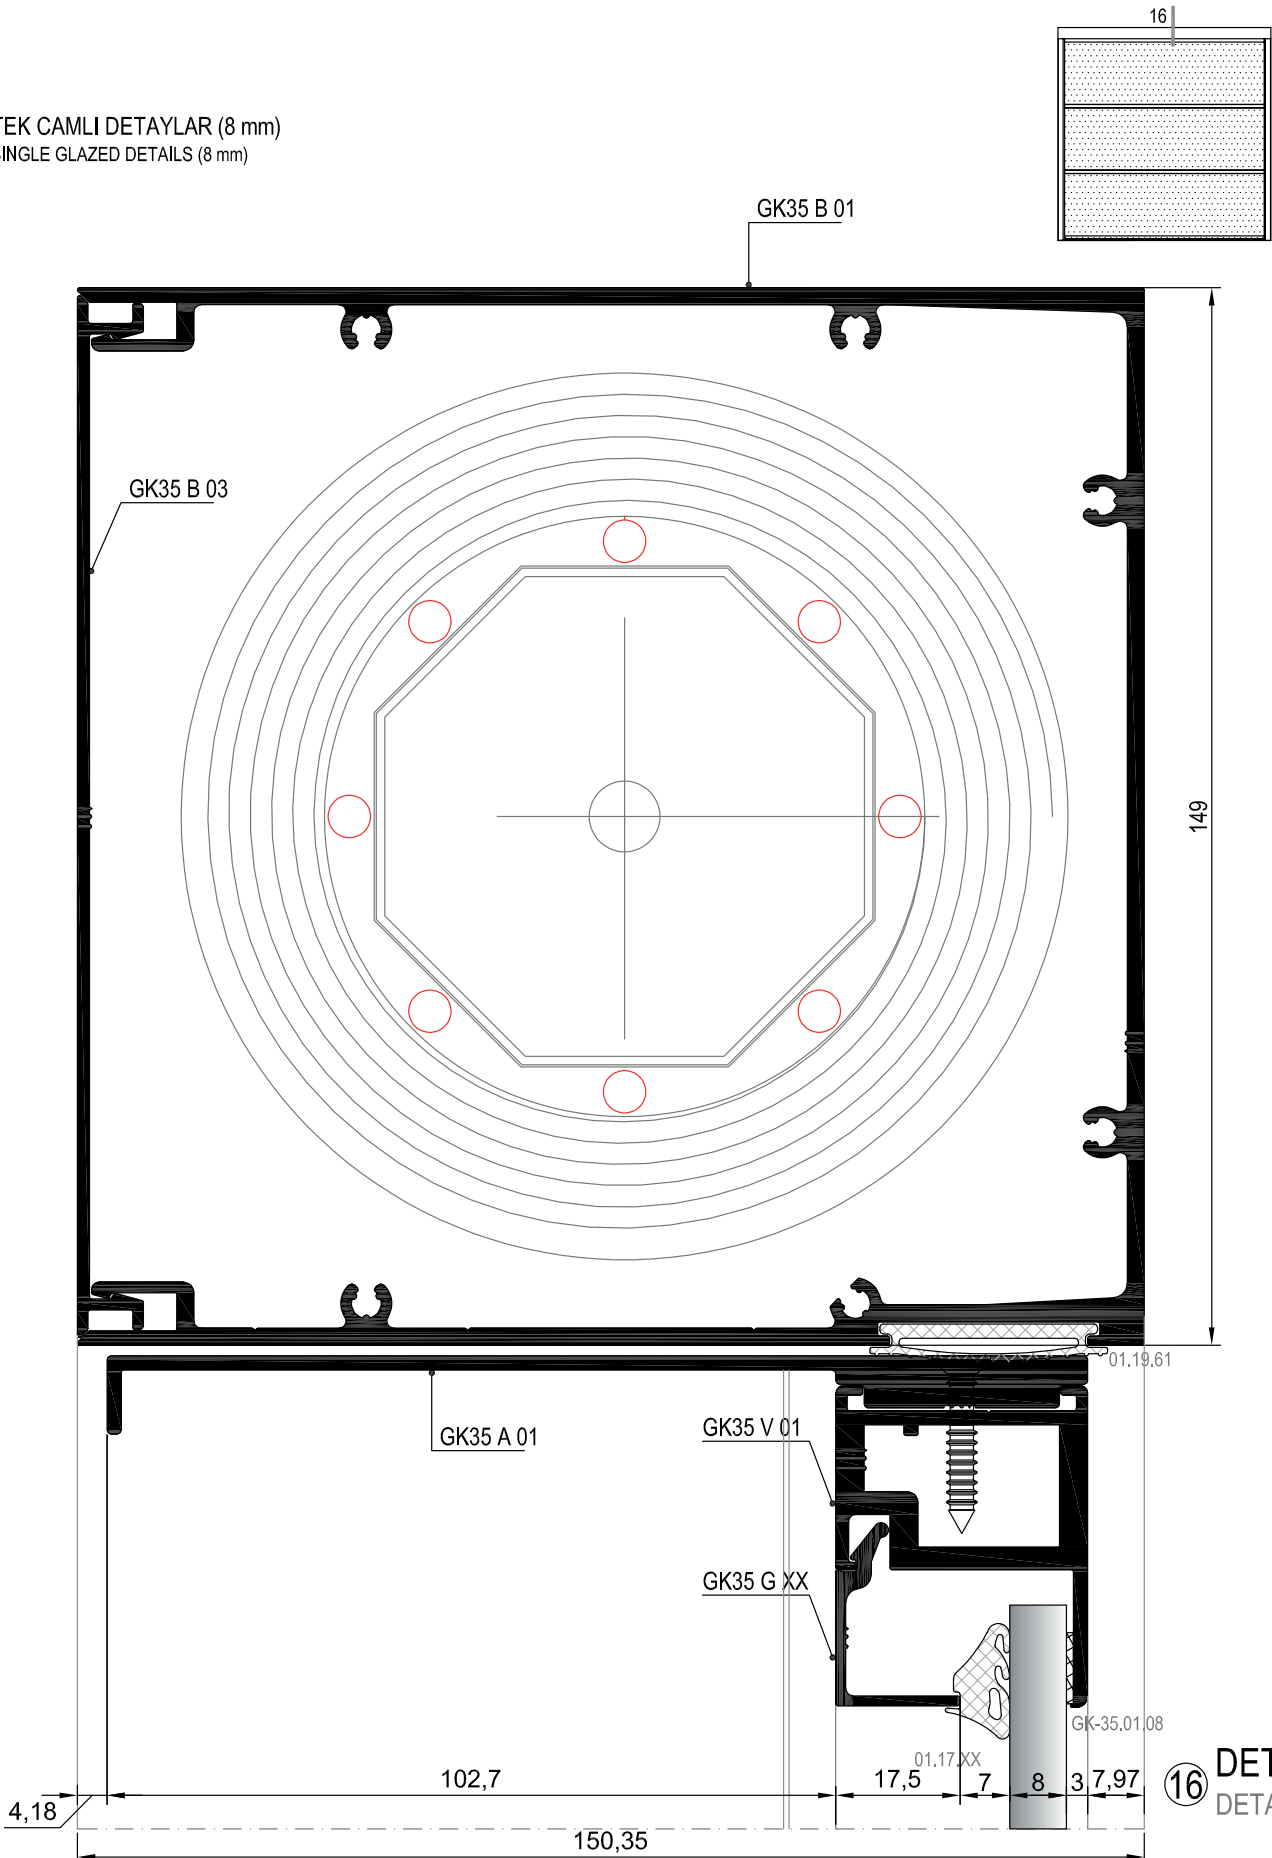 16
TEK CAMLI DETAYLAR (8 mm)
SINGLE GLAZED DETAILS (8 mm)
GK35 B 01
GK35 B 03
149
01.19.61
GK35 A 01
GK35 V 01
GK35 G XX
GK-35.01.08
01.17.XX
102,7
17,5
7
8
3
7,97
4,18
150,35
16
DET
DETA